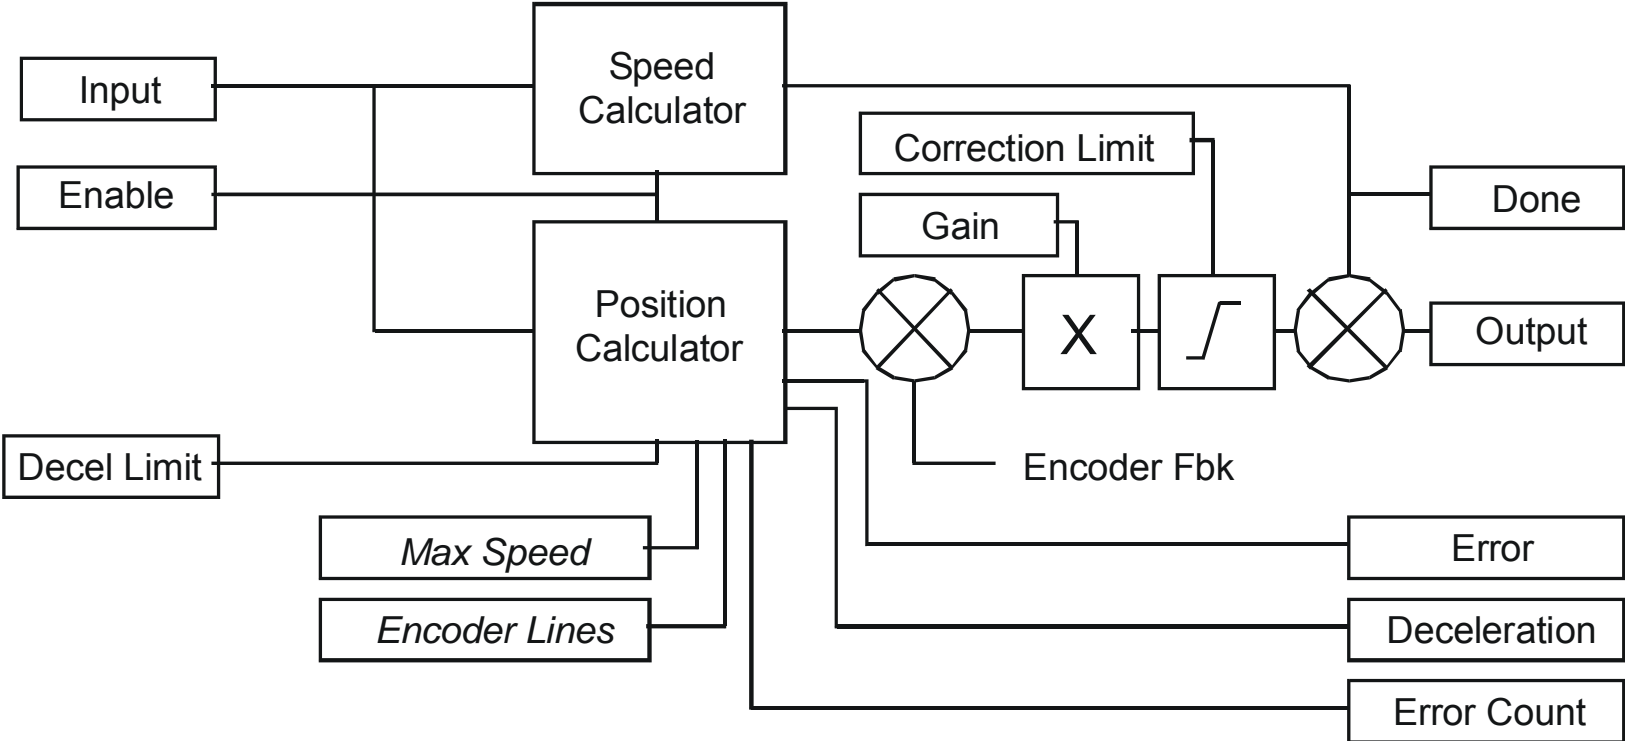 Speed
Calculator
Input
Correction Limit
Enable
Done
Gain
Position
Calculator
X
Output
Decel Limit
Encoder Fbk
Max Speed
Error
Encoder Lines
Deceleration
Error Count